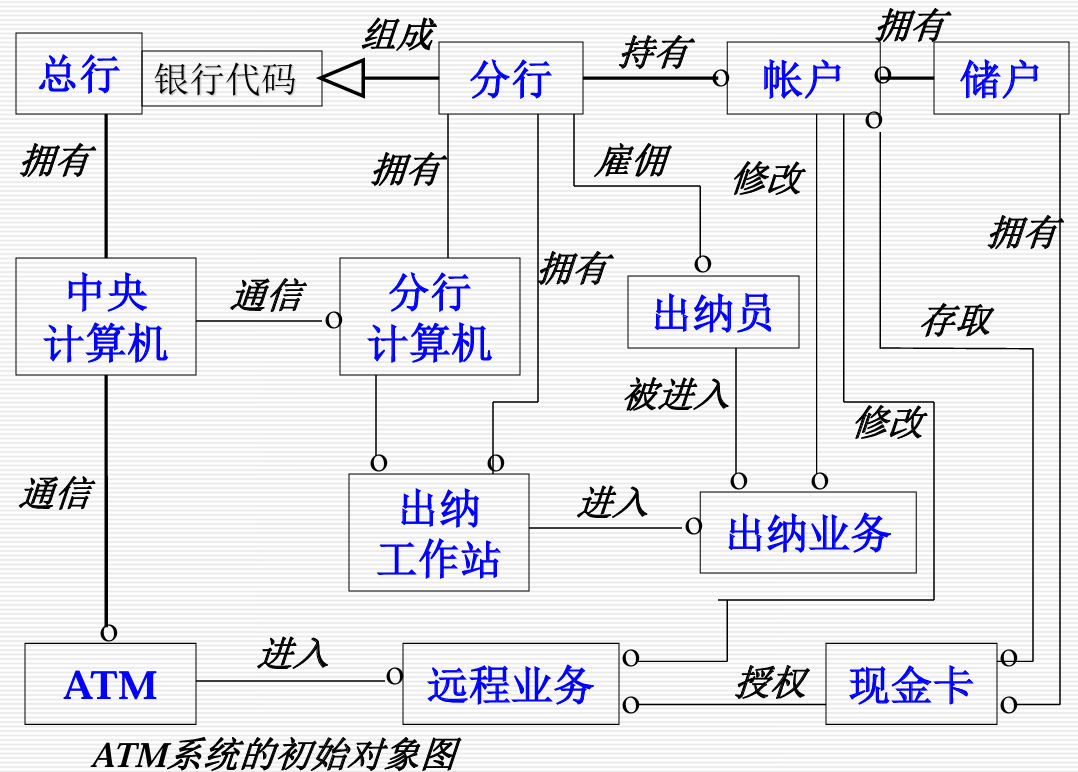 组成
持有
拥有
总行
银行代码
分行
帐户
储户
拥有
拥有
雇佣
修改
拥有
拥有
中央
计算机
通信
分行
计算机
出纳员
存取
被进入
修改
通信
出纳
工作站
进入
出纳业务
ATM
进入
远程业务
授权
现金卡
ATM系统的初始对象图